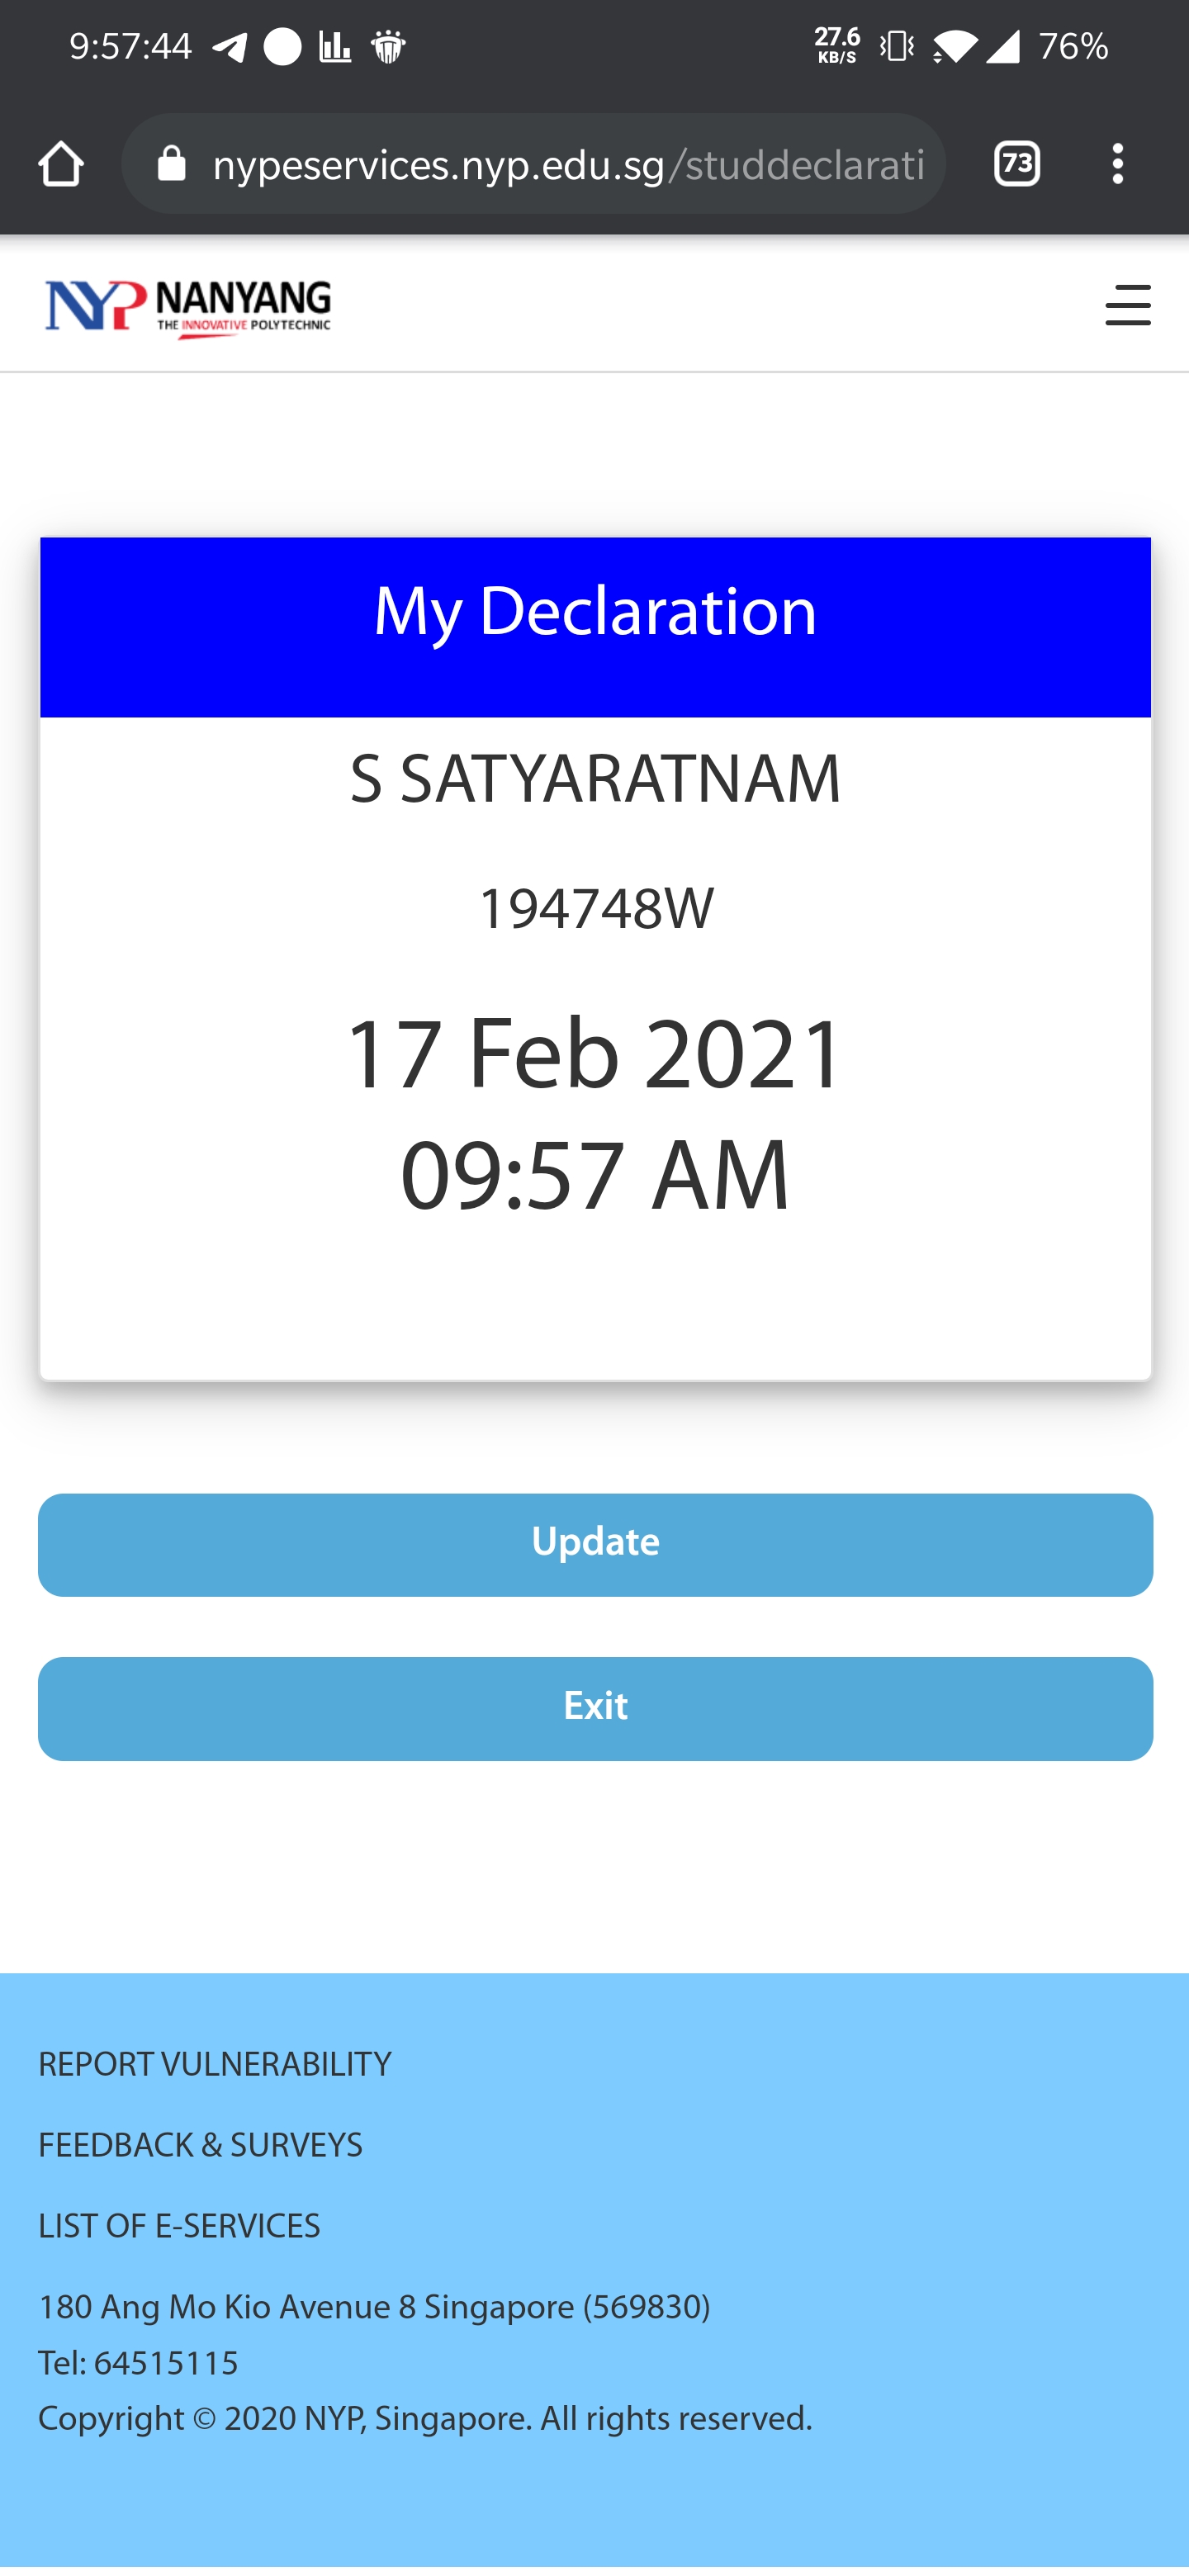 9:57:44 27.6 KB/S 76%
nypeservices.nyp.edu.sg/studdeclarati 73
NYP NANYANG
THE INNOVATIVE POLYTECHNIC
My Declaration
S SATYARATNAM
194748W
17 Feb 2021
09:57 AM
Update
Exit
REPORT VULNERABILITY
FEEDBACK & SURVEYS
LIST OF E-SERVICES
180 Ang Mo Kio Avenue 8 Singapore (569830)
Tel: 64515115
Copyright © 2020 NYP, Singapore. All rights reserved.